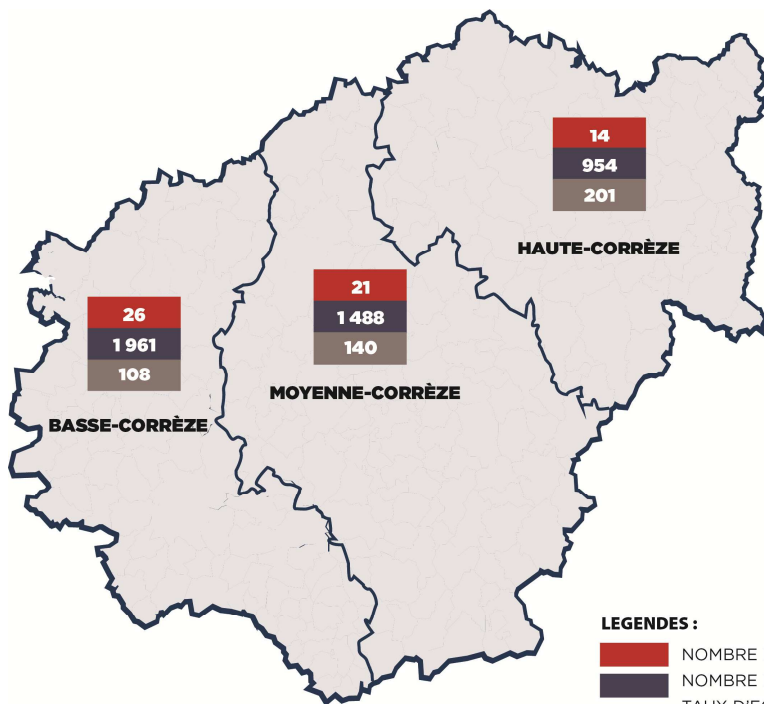 14
954
201
HAUTE-CORRÈZE
21
1 488
140
MOYENNE-CORRÈZE
26
1 961
108
BASSE-CORRÈZE
LEGENDES :
NOMBRE
NOMBRE